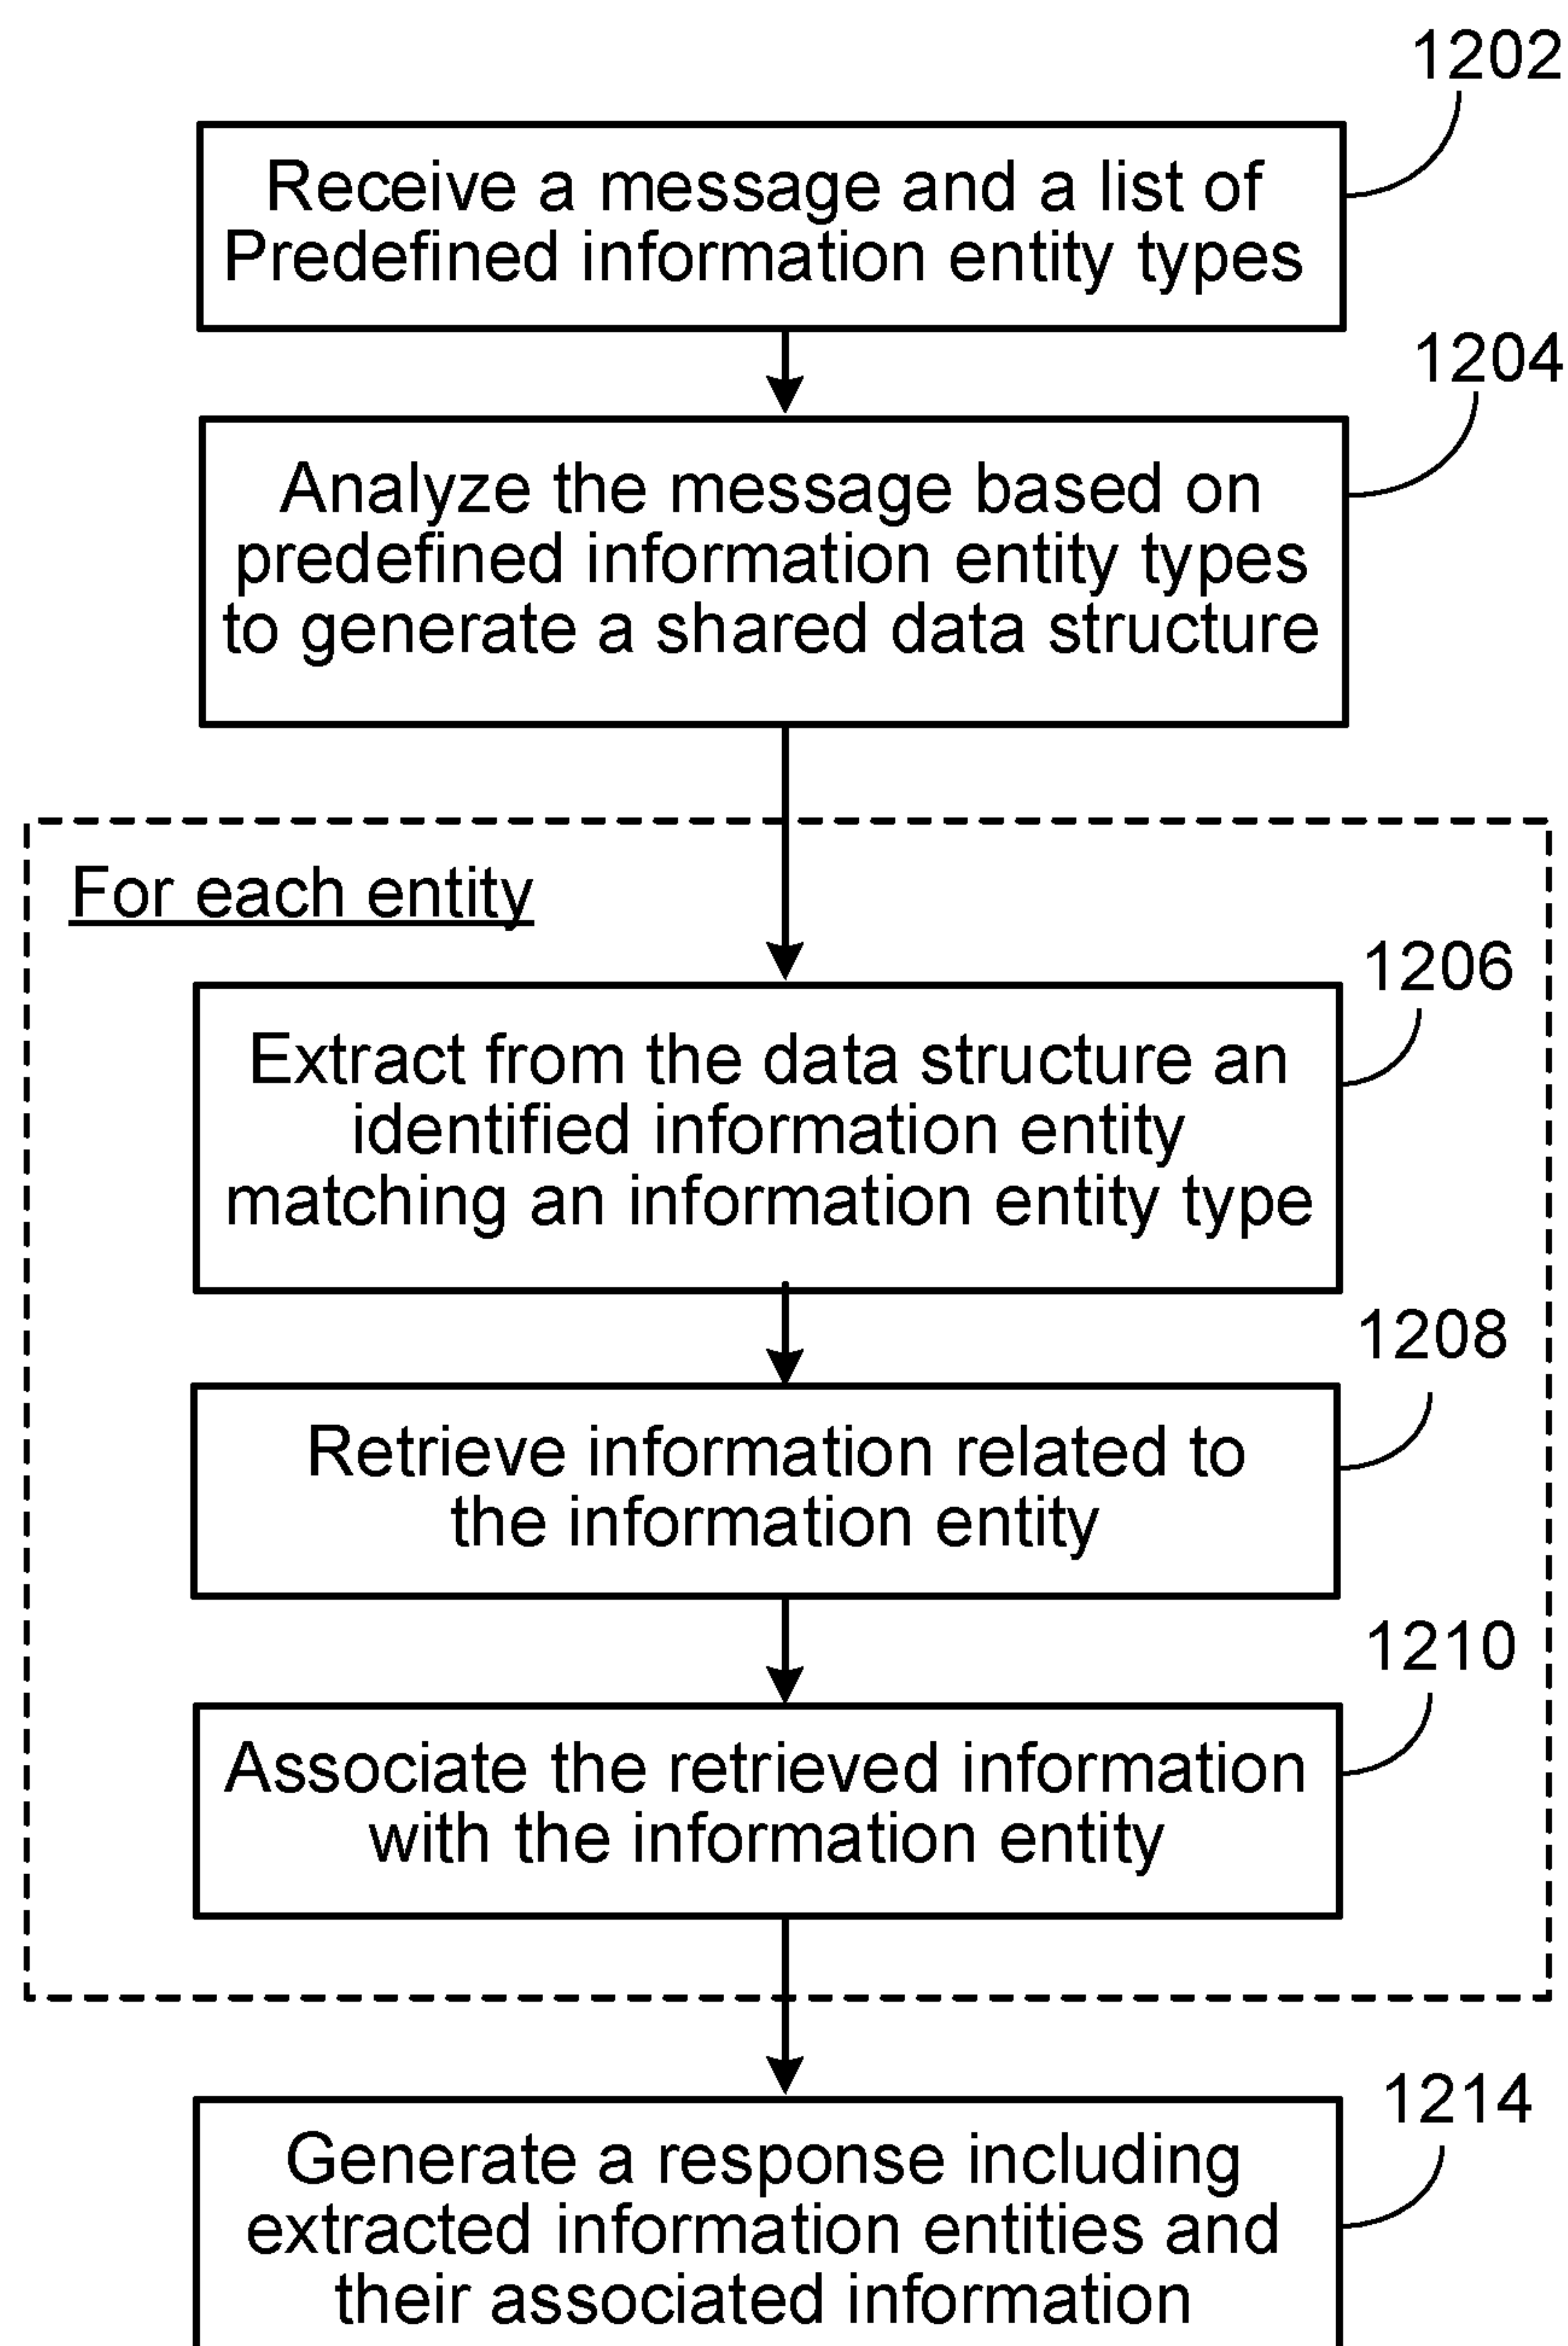 1202
Receive a message and a list of
Predefined information entity types
1204
Analyze the message based on
predefined information entity types
to generate a shared data structure
For each entity
1206
Extract from the data structure an
identified information entity
matching an information entity type
1208
Retrieve information related to
the information entity
1210
Associate the retrieved information
with the information entity
1214
Generate a response including
extracted information entities and
their associated information